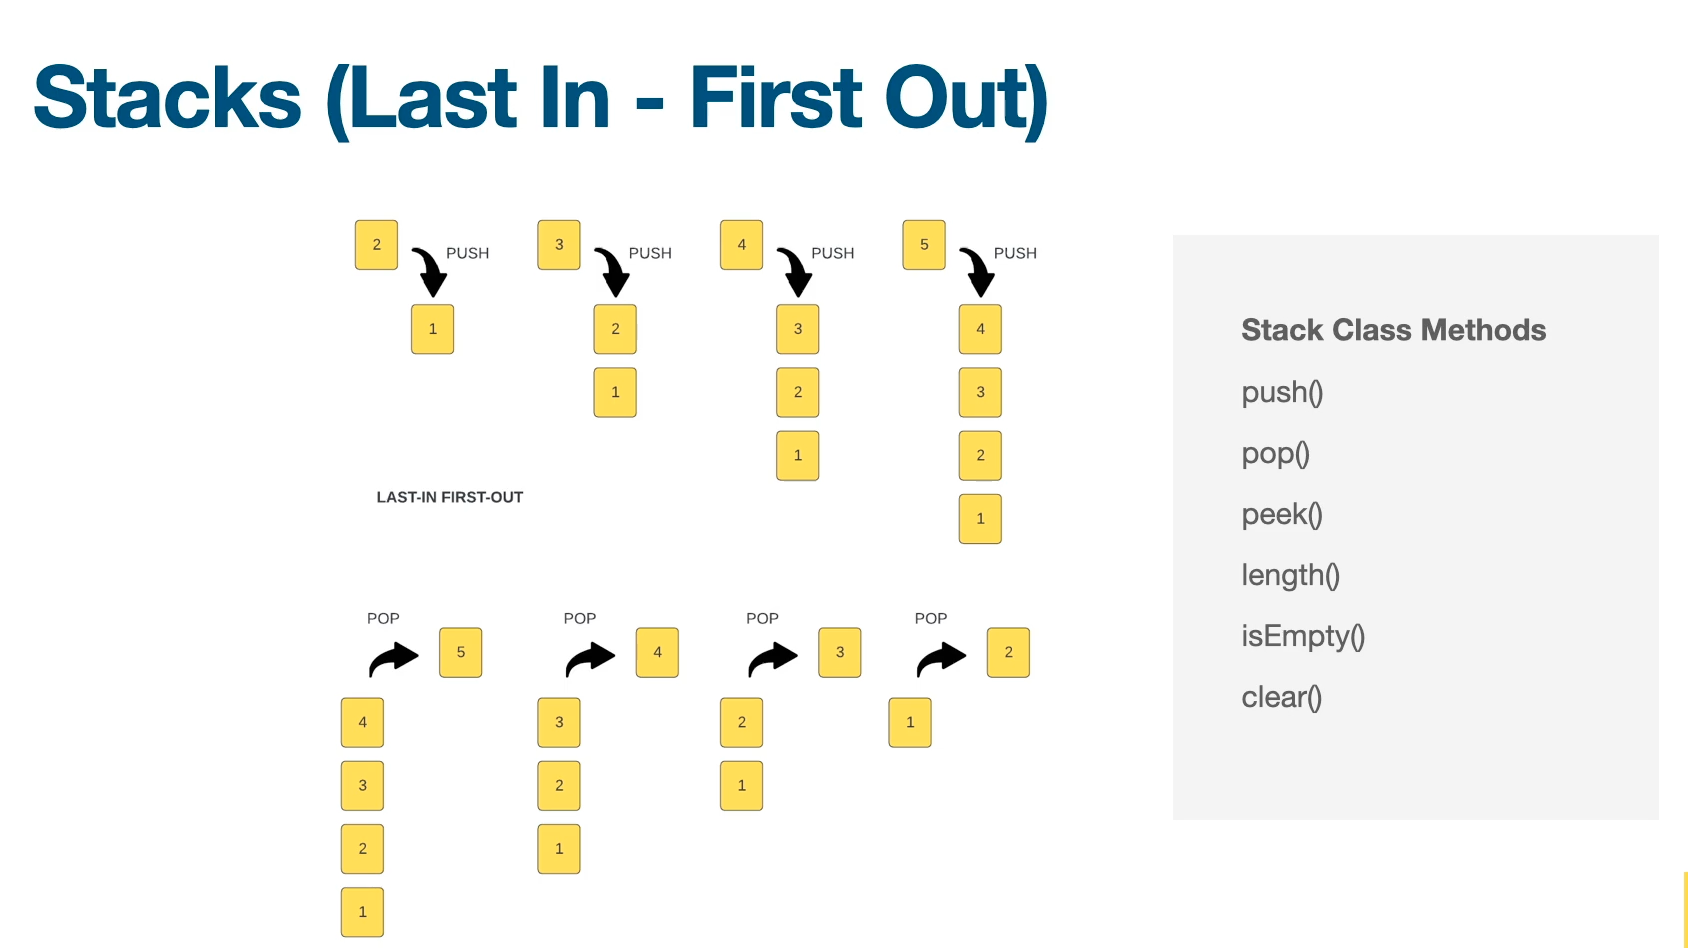 Stacks (Last In - First Out)
2
PUSH
1
3
PUSH
2
1
4
PUSH
3
2
1
5
PUSH
4
3
2
1
LAST-IN FIRST-OUT
POP
5
4
3
2
1
POP
4
3
2
1
POP
3
2
1
POP
2
1
Stack Class Methods
push()
pop()
peek()
length()
isEmpty()
clear()